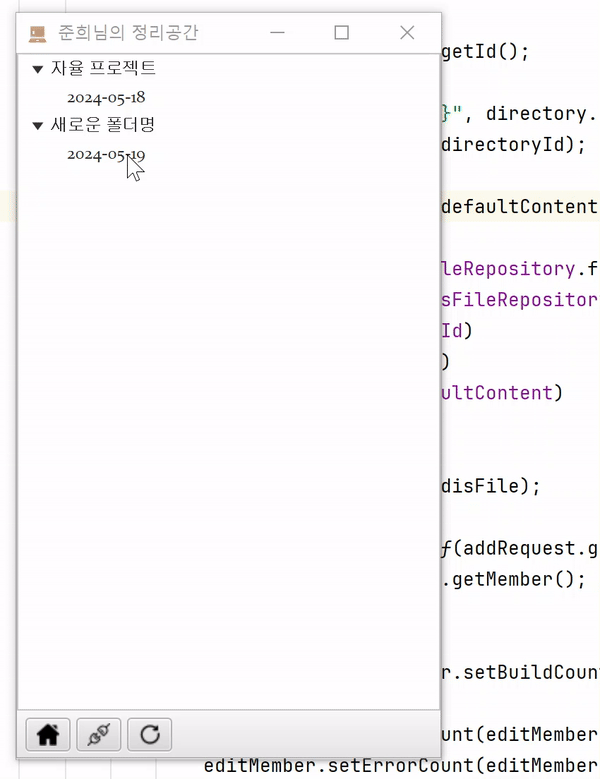 준희님의 정리공간
자율 프로젝트
2024-05-18
새로운 폴더명
2024-05-19
getId();
}", directory.
directoryId);
defaultContent
leRepository.f
sFileRepositor
Id)
)
ultContent)
disFile);
f(addRequest.g
.getMember();
r.setBuildCoun
unt(editMember
editMember.setErrorCount(editMember